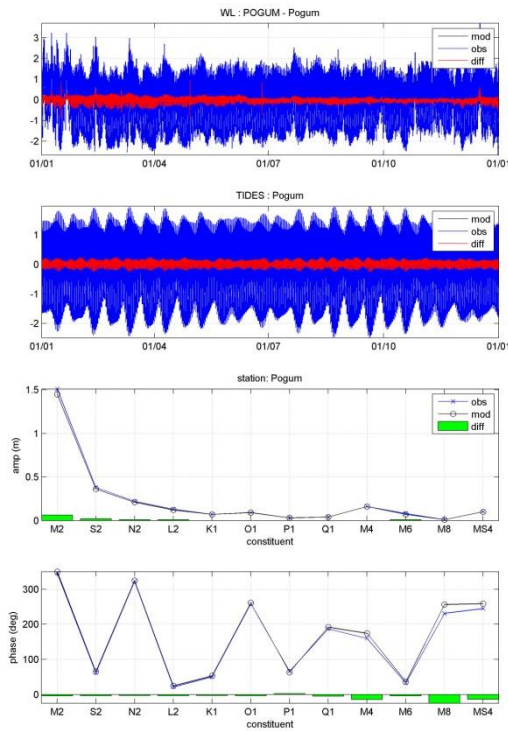 WL : POGUM - Pogum
mod
obs
diff
3
2
1
0
-1
-2
01/01 01/04 01/07 01/10 01/01
TIDES : Pogum
mod
obs
diff
1
0
-1
-2
01/01 01/04 01/07 01/10 01/01
station: Pogum
obs
mod
diff
amp (m)
1.5
1
0.5
0
M2 S2 N2 L2 K1 O1 P1 Q1 M4 M6 M8 MS4
constituent
phase (deg)
300
200
100
0
M2 S2 N2 L2 K1 O1 P1 Q1 M4 M6 M8 MS4
constituent